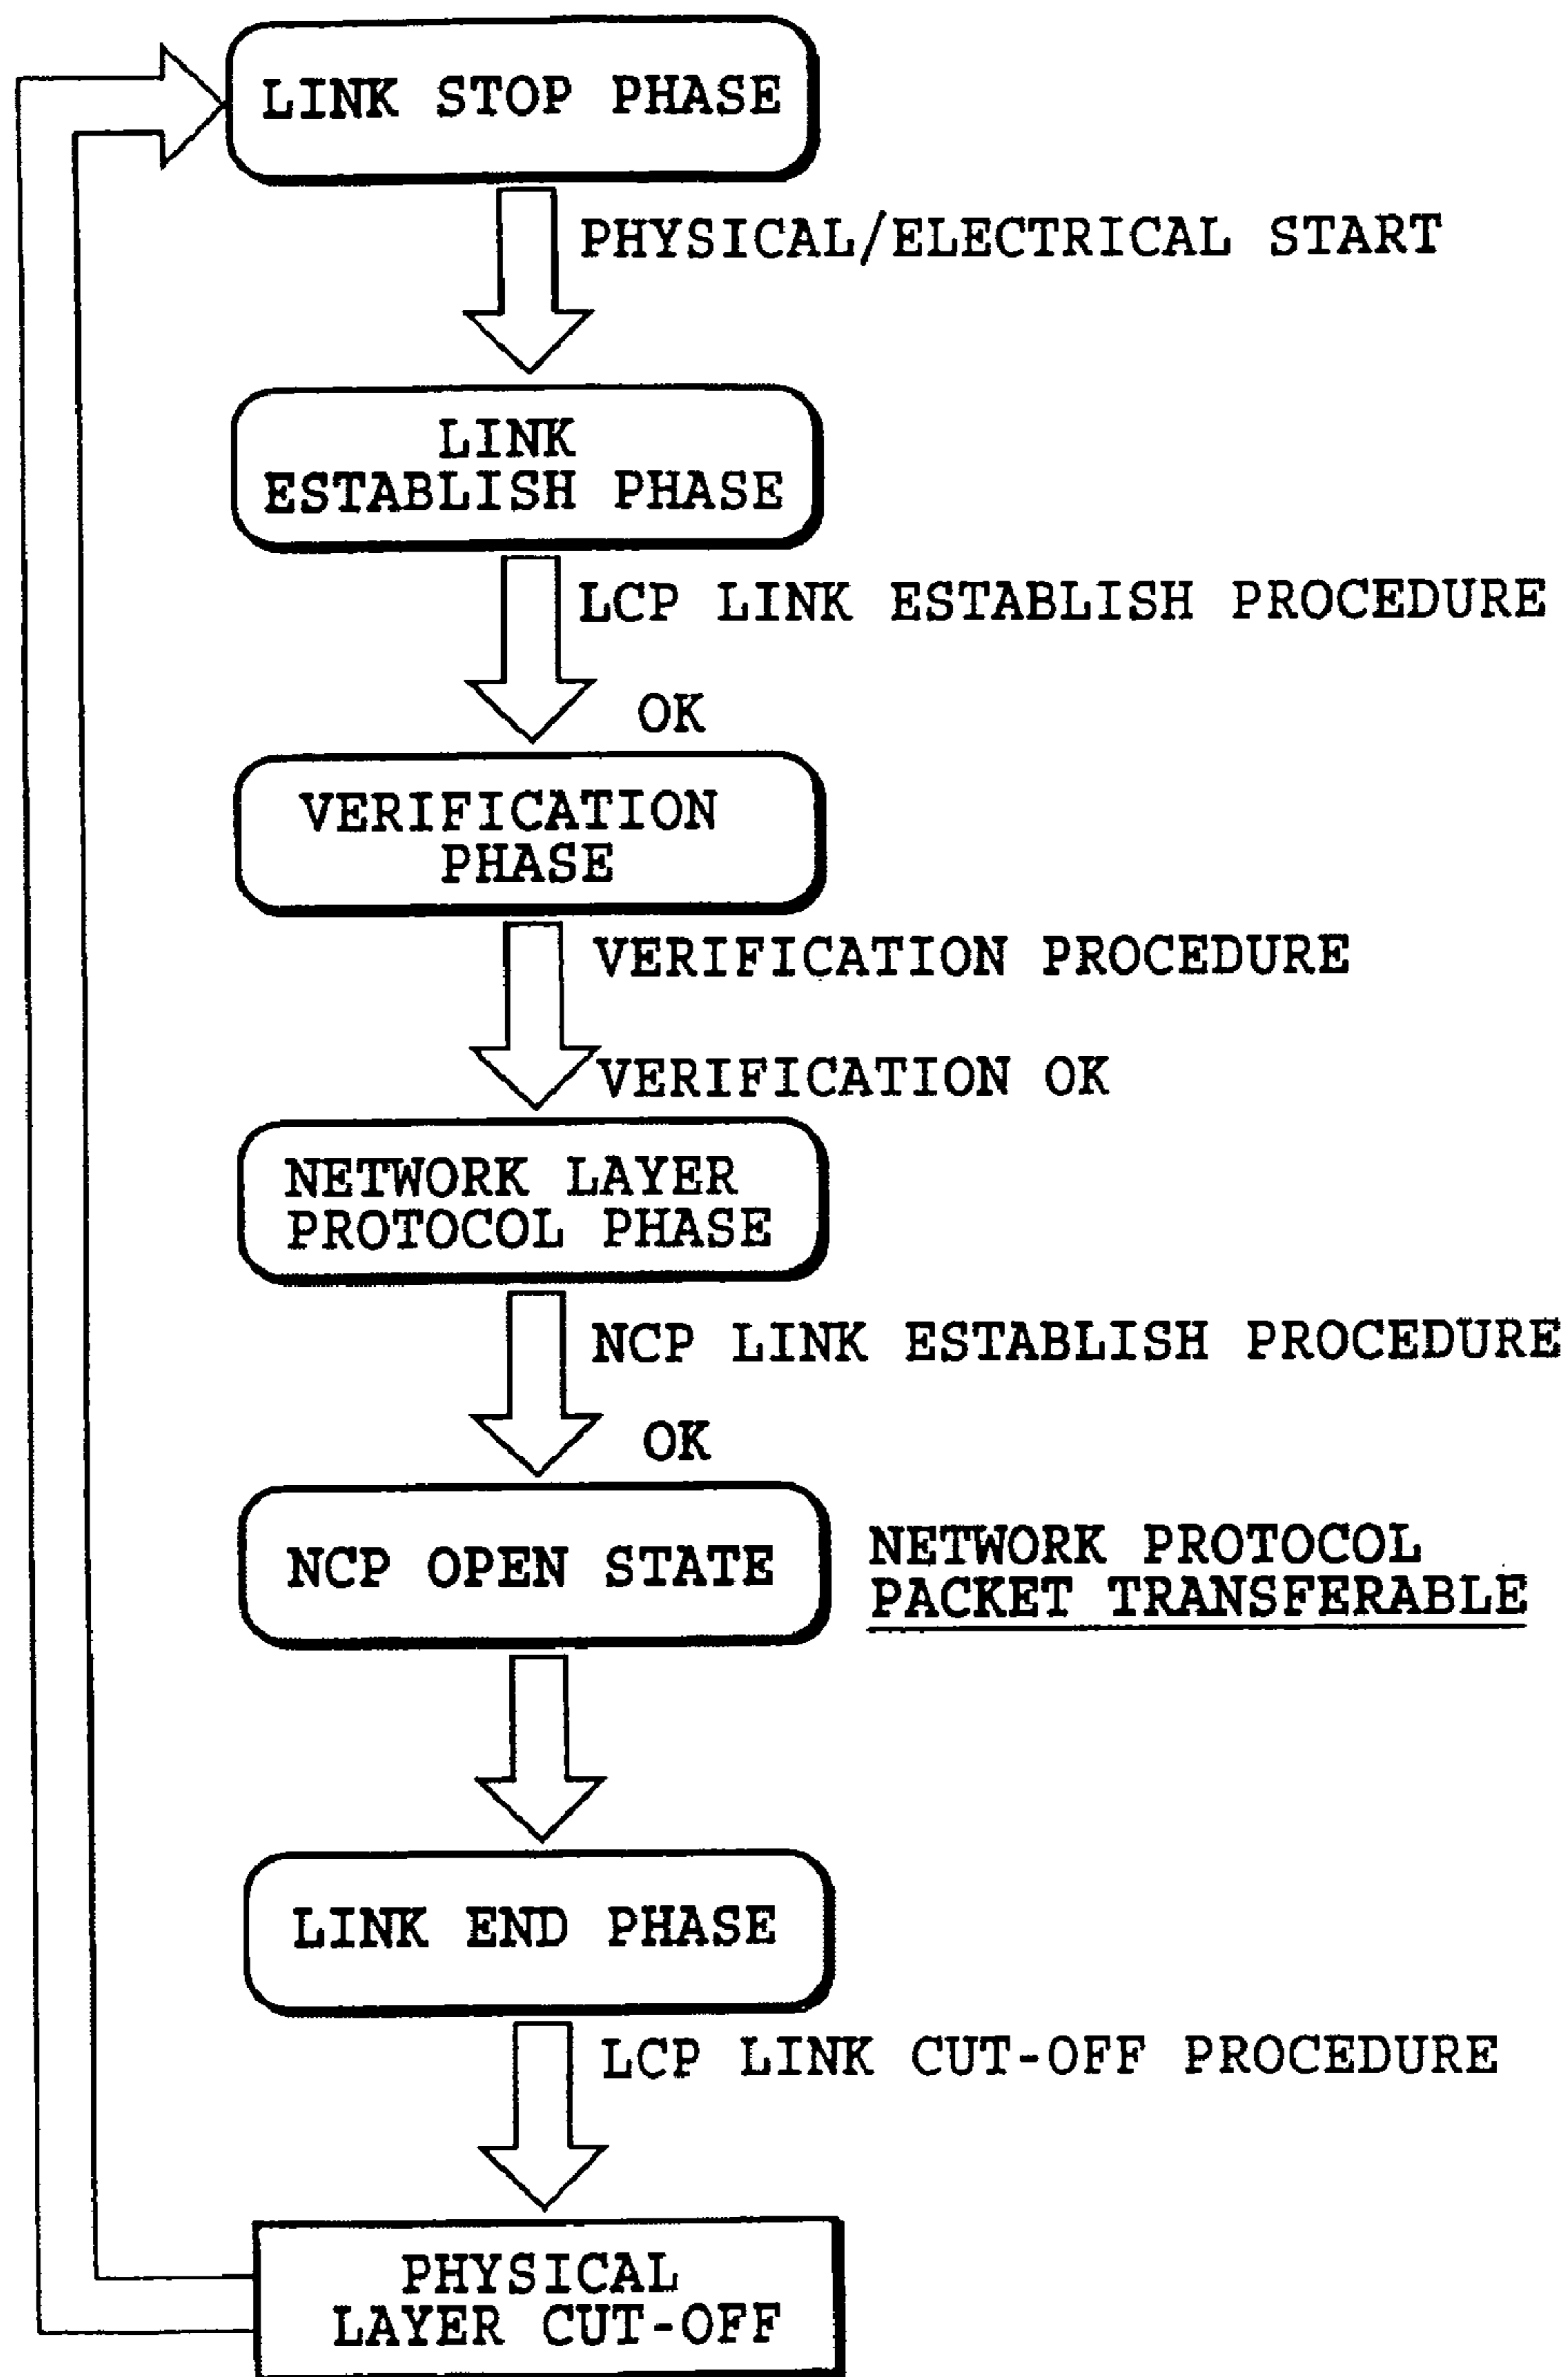 LINK STOP PHASE
PHYSICAL/ELECTRICAL START
LINK
ESTABLISH PHASE
LCP LINK ESTABLISH PROCEDURE
OK
VERIFICATION
PHASE
VERIFICATION PROCEDURE
VERIFICATION OK
NETWORK LAYER
PROTOCOL PHASE
NCP LINK ESTABLISH PROCEDURE
OK
NCP OPEN STATE
NETWORK PROTOCOL
PACKET TRANSFERABLE
LINK END PHASE
LCP LINK CUT-OFF PROCEDURE
PHYSICAL
LAYER CUT-OFF